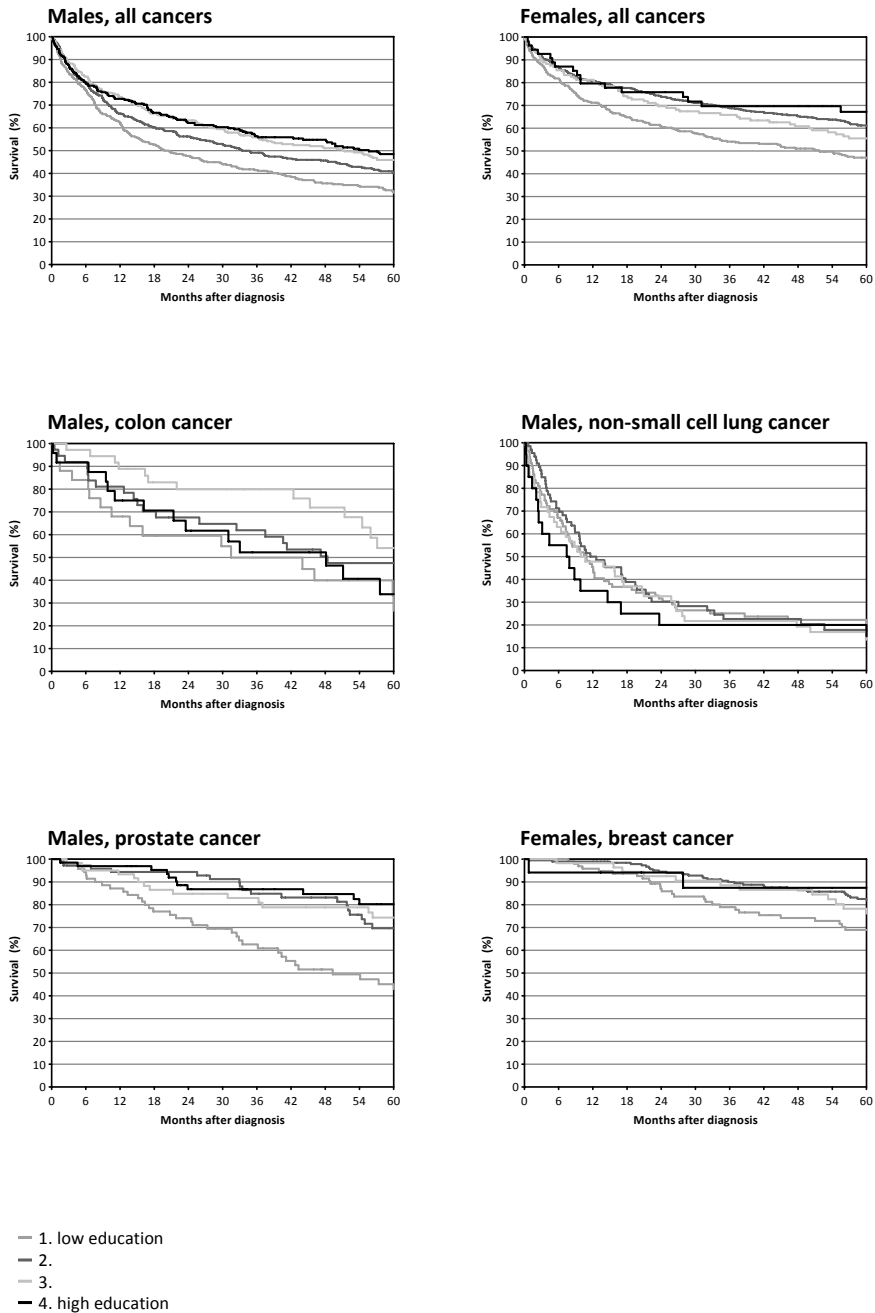 Males, all cancers
100
90
80
70
60
50
40
30
20
10
0
Survival (%)
0 6 12 18 24 30 36 42 48 54 60
Months after diagnosis
Females, all cancers
100
90
80
70
60
50
40
30
20
10
0
Survival (%)
0 6 12 18 24 30 36 42 48 54 60
Months after diagnosis
Males, colon cancer
100
90
80
70
60
50
40
30
20
10
0
Survival (%)
0 6 12 18 24 30 36 42 48 54 60
Months after diagnosis
Males, non-small cell lung cancer
100
90
80
70
60
50
40
30
20
10
0
Survival (%)
0 6 12 18 24 30 36 42 48 54 60
Months after diagnosis
Males, prostate cancer
100
90
80
70
60
50
40
30
20
10
0
Survival (%)
0 6 12 18 24 30 36 42 48 54 60
Months after diagnosis
Females, breast cancer
100
90
80
70
60
50
40
30
20
10
0
Survival (%)
0 6 12 18 24 30 36 42 48 54 60
Months after diagnosis
1. low education
2.
3.
4. high education